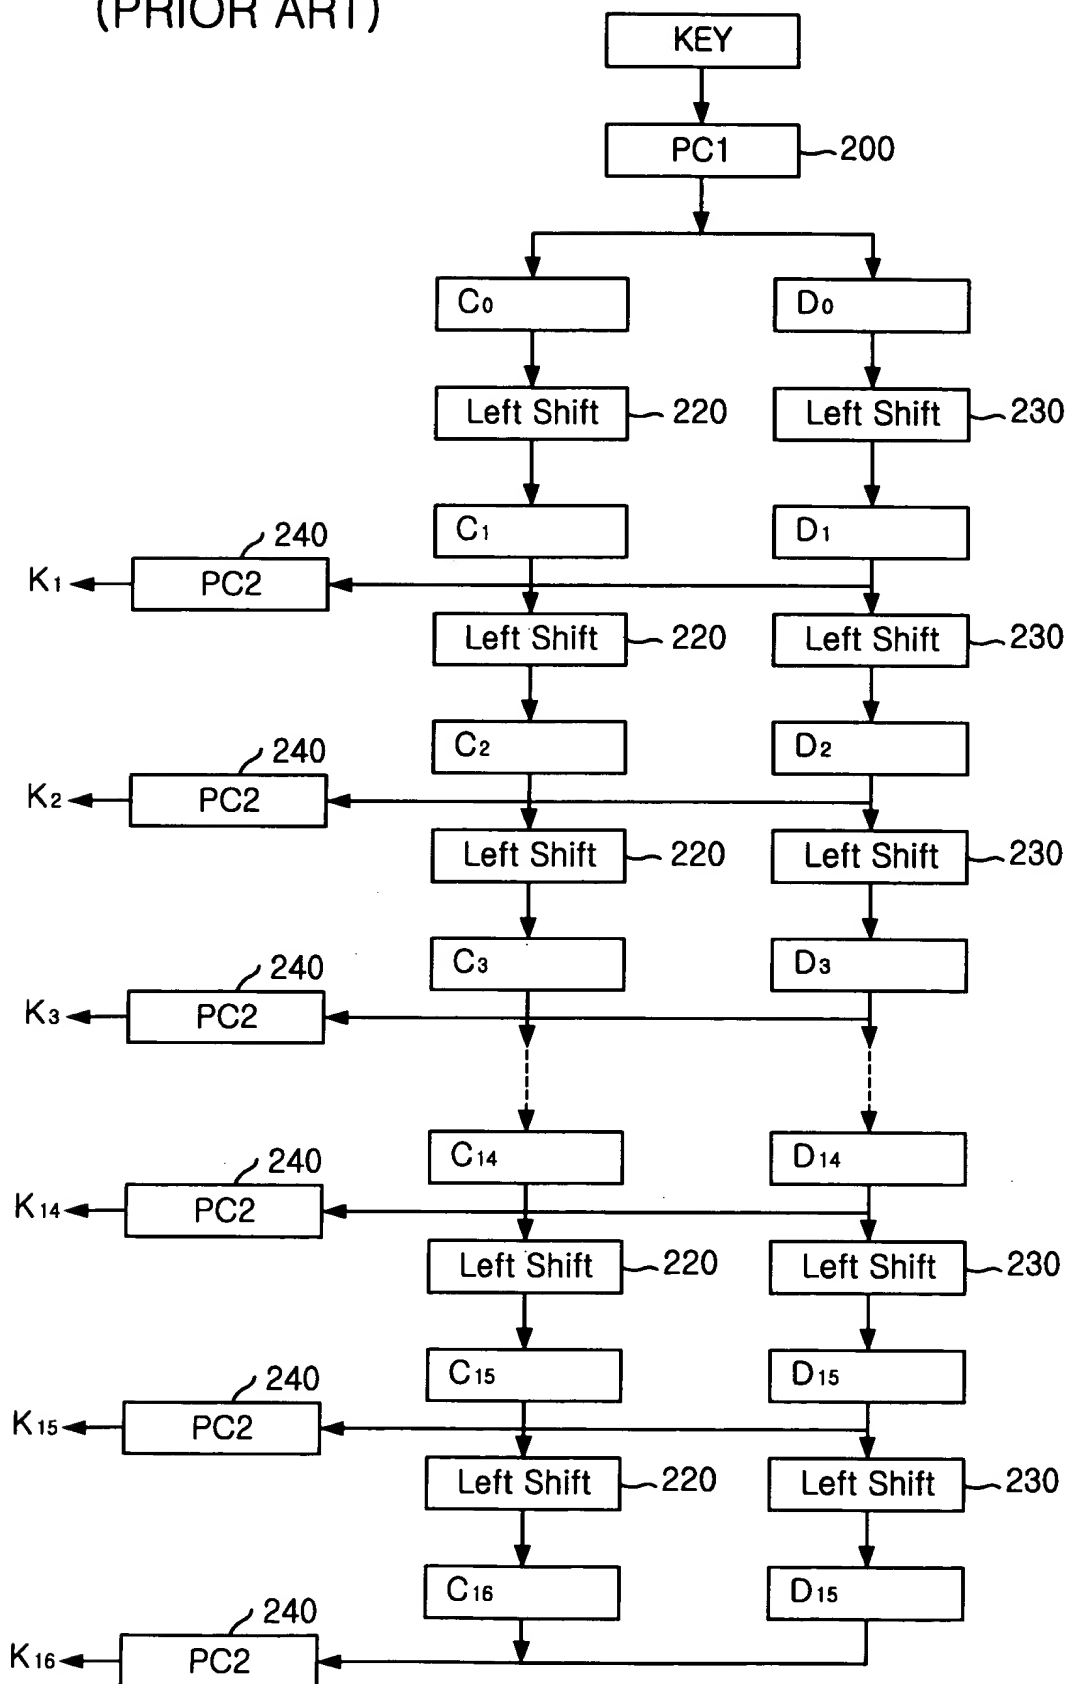 (PRIOR ART)
KEY
PC1 200
C0 D0
Left Shift 220 Left Shift 230
C1 D1
240
K1 PC2
Left Shift 220 Left Shift 230
C2 D2
240
K2 PC2
Left Shift 220 Left Shift 230
C3 D3
240
K3 PC2
C14 D14
240
K14 PC2
Left Shift 220 Left Shift 230
C15 D15
240
K15 PC2
Left Shift 220 Left Shift 230
C16 D15
240
K16 PC2